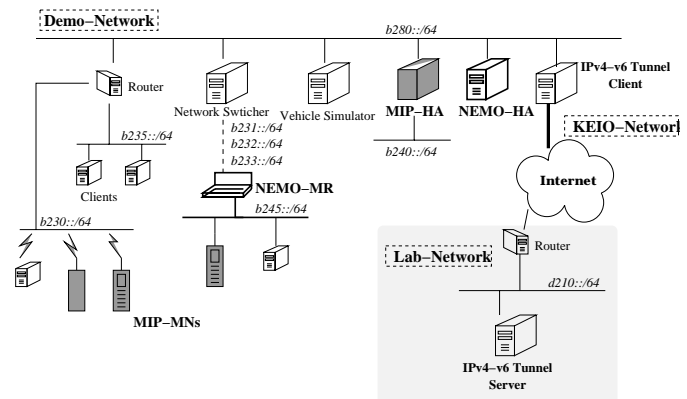 Demo−Network
b280::/64
Router
Network Swticher
Vehicle Simulator
MIP−HA
NEMO−HA
IPv4−v6 Tunnel
Client
b231::/64
b232::/64
b233::/64
b235::/64
b240::/64
KEIO−Network
Clients
NEMO−MR
Internet
b230::/64
b245::/64
Router
Lab−Network
d210::/64
MIP−MNs
IPv4−v6 Tunnel
Server